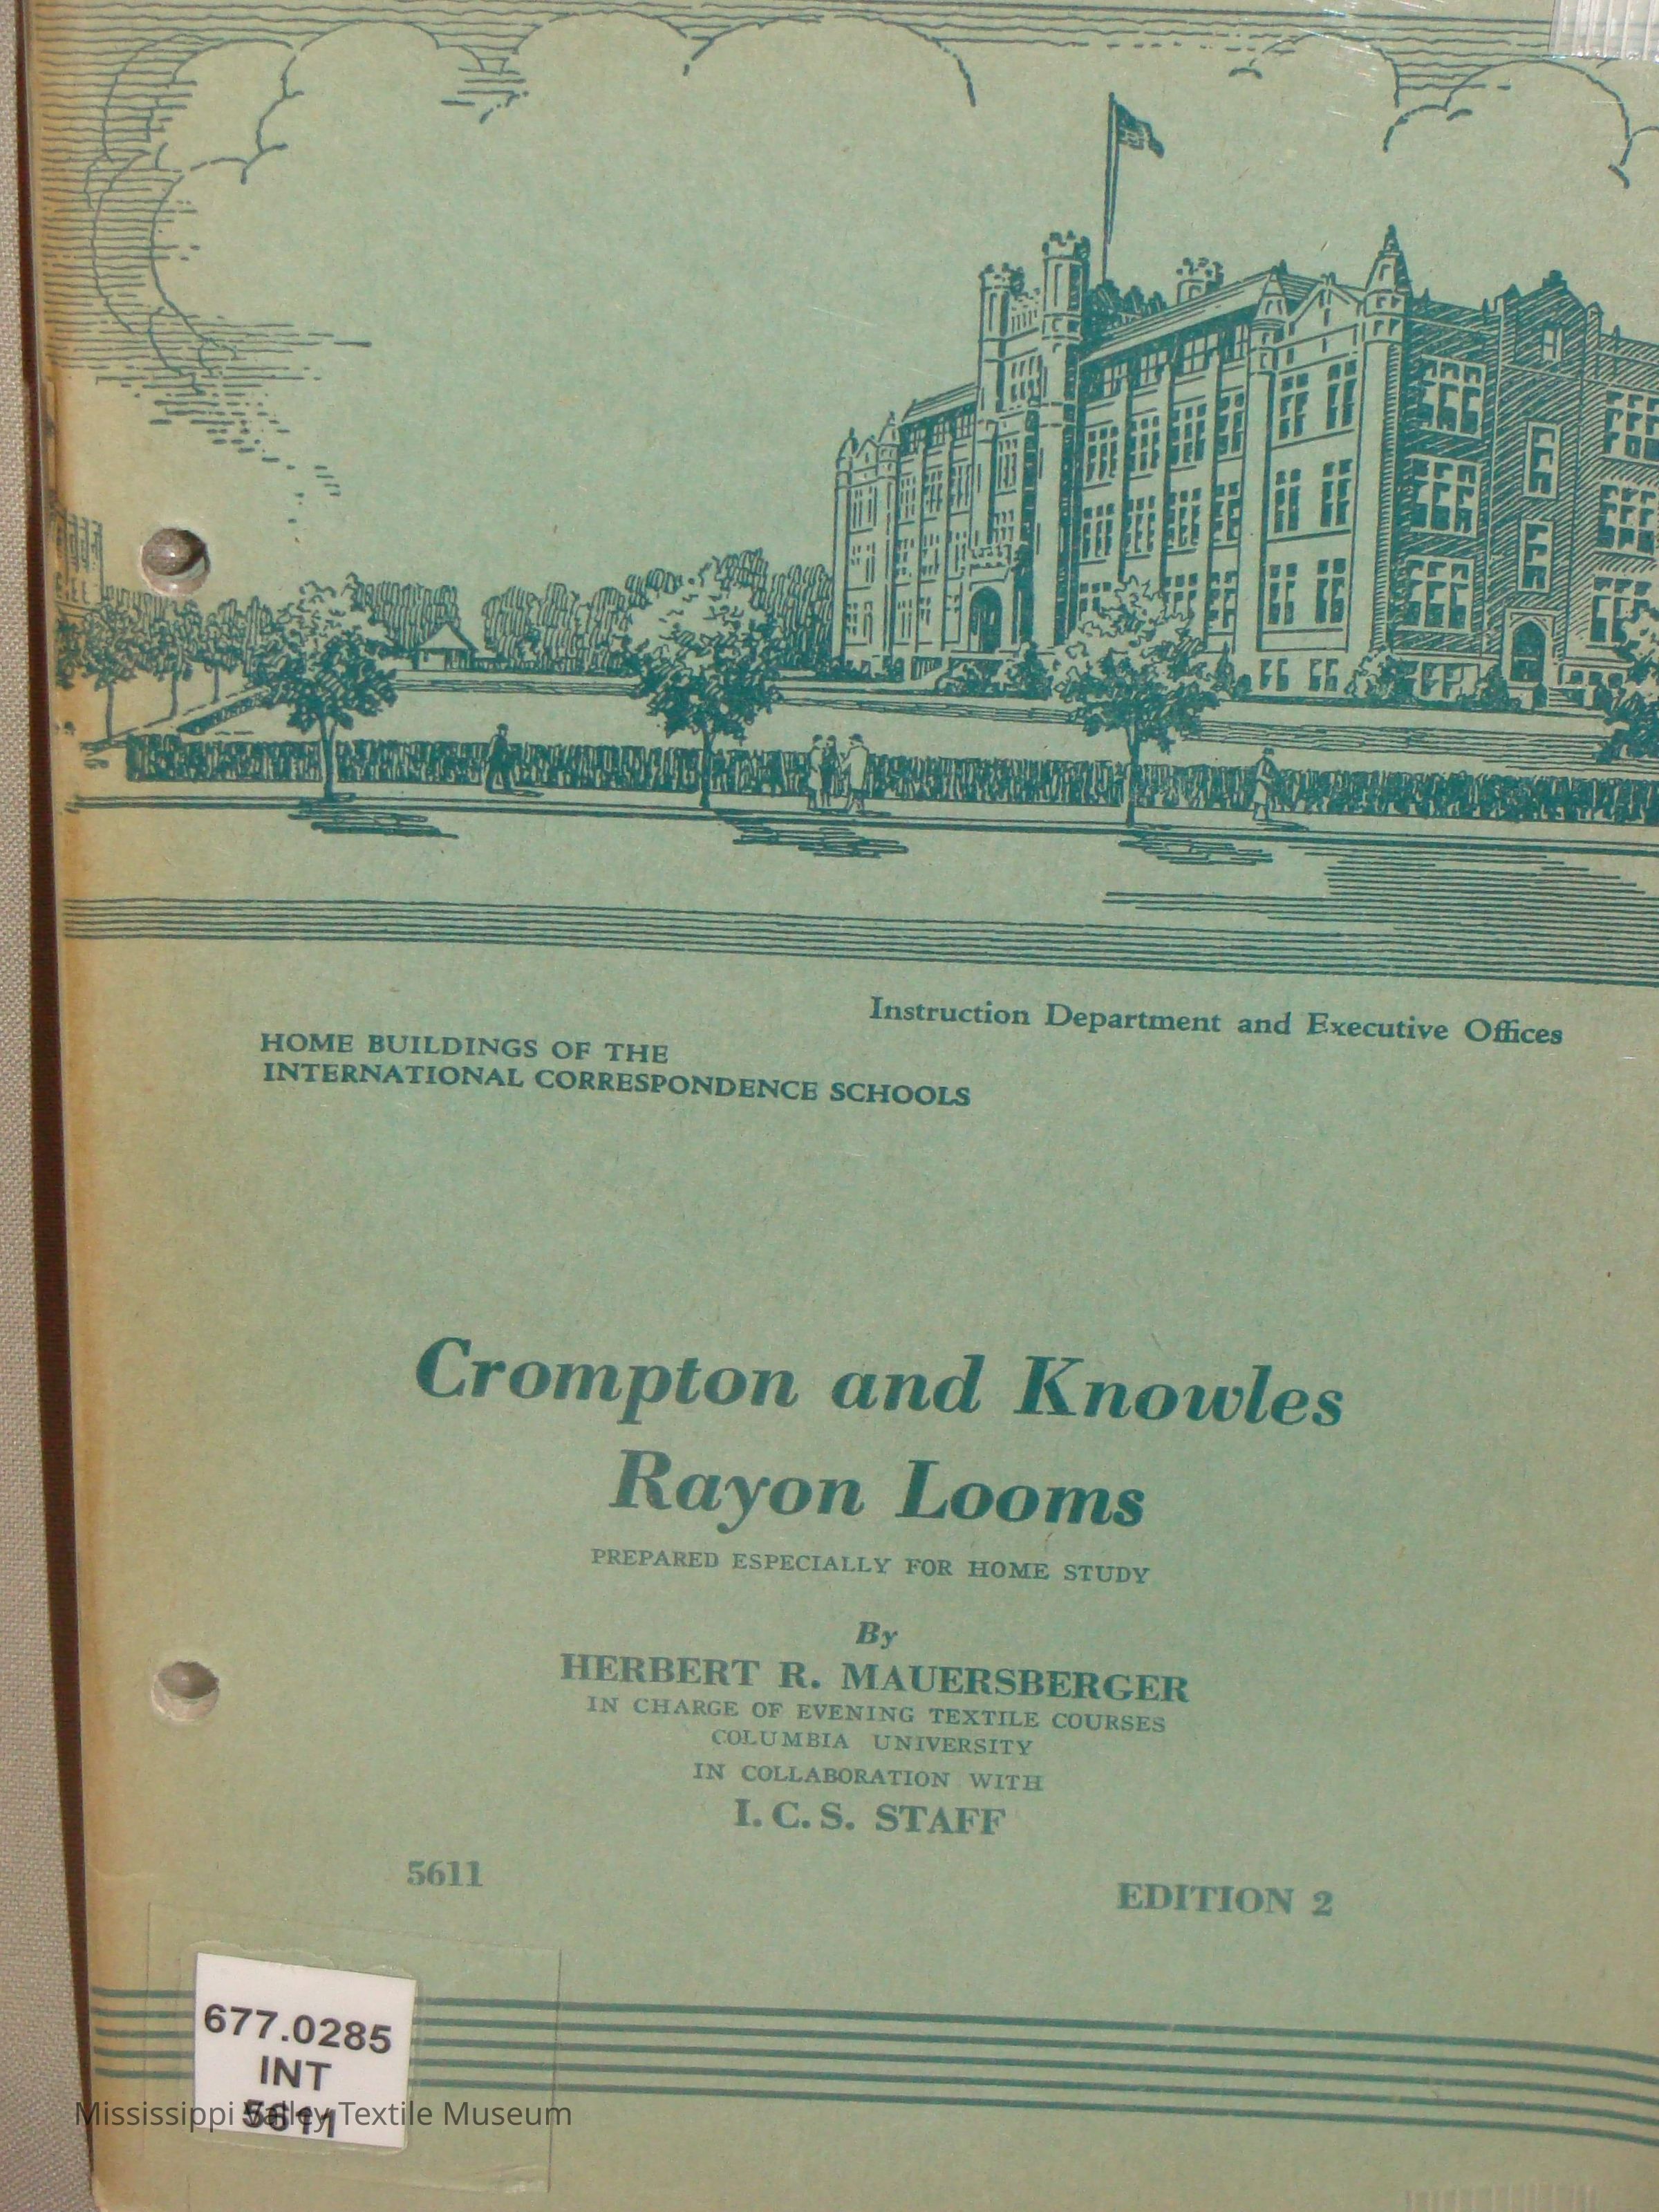 Instruction Department and Executive Offices
HOME BUILDINGS OF THE
INTERNATIONAL CORRESPONDENCE SCHOOLS
Crompton and Knowles
Rayon Looms
PREPARED ESPECIALLY FOR HOME STUDY
By
HERBERT R. MAUERSBERGER
IN CHARGE OF EVENING TEXTILE COURSES
COLUMBIA UNIVERSITY
IN COLLABORATION WITH
I. C. S. STAFF
5611
EDITION 2
677.0285
INT
5611
Mississippi Valley Textile Museum